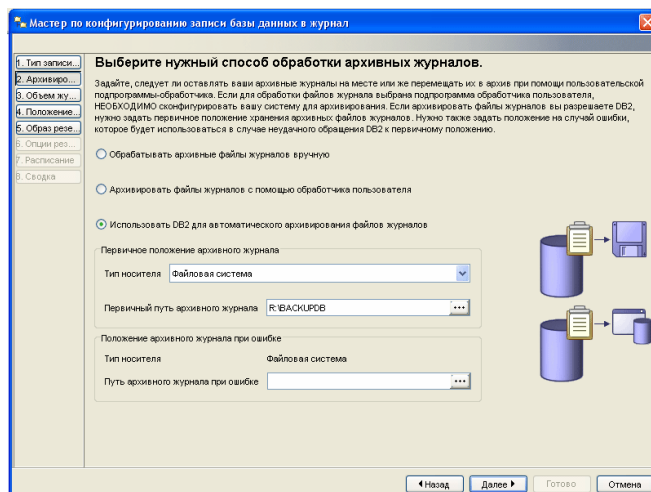 Мастер по конфигурированию записи базы данных в журнал
1. Тип записи...
2. Архивиро...
3. Объем жу...
4. Положение...
5. Образ резе...
6. Опции рез...
7. Расписание
8. Сводка
Выберите нужный способ обработки архивных журналов.
Задайте, следует ли оставлять ваши архивные журналы на месте или же перемещать их в архив при помощи пользовательской
подпрограммы-обработчика. Если для обработки файлов журнала выбрана подпрограмма обработчика пользователя,
НЕОБХОДИМО сконфигурировать вашу систему для архивирования. Если архивировать файлы журналов вы разрешаете DB2,
нужно задать первичное положение хранения архивных файлов журналов. Нужно также задать положение на случай ошибки,
которое будет использоваться в случае неудачного обращения DB2 к первичному положению.
Обрабатывать архивные файлы журналов вручную
Архивировать файлы журналов с помощью обработчика пользователя
Использовать DB2 для автоматического архивирования файлов журналов
Первичное положение архивного журнала
Тип носителя Файловая система
Первичный путь архивного журнала R:\BACKUPDB ...
Положение архивного журнала при ошибке
Тип носителя Файловая система
Путь архивного журнала при ошибке ...
Назад Далее Готово Отмена